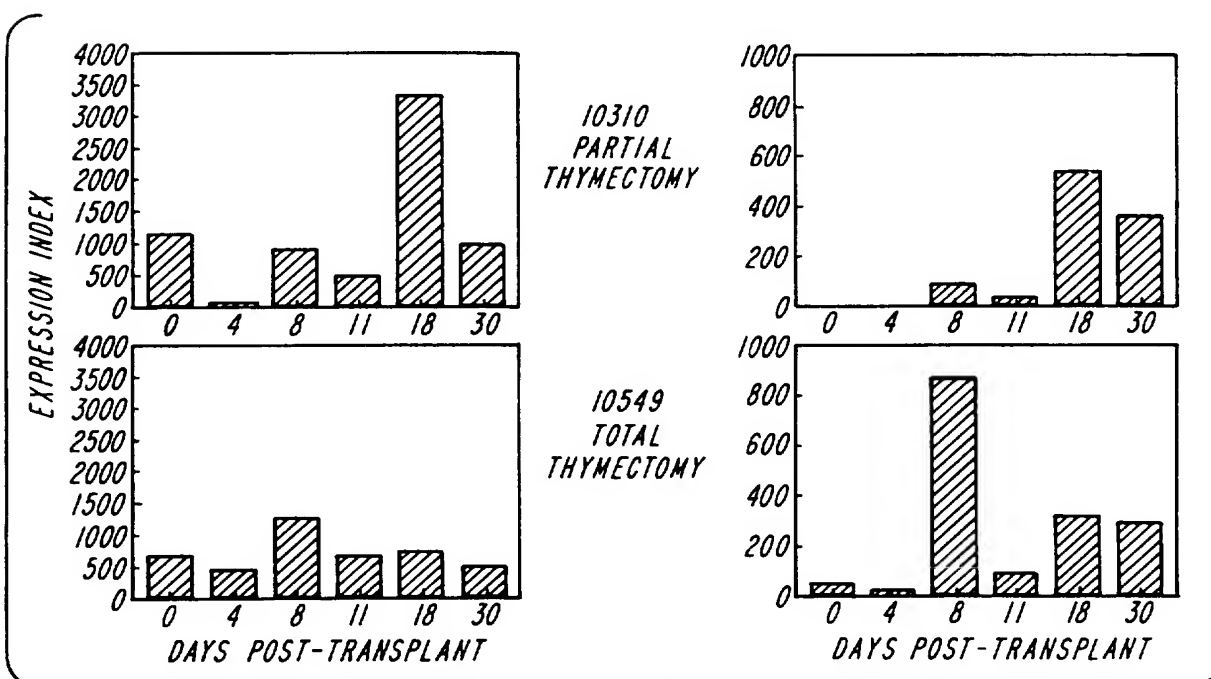 EXPRESSION INDEX
4000
3500
3000
2500
2000
1500
1000
500
0
0 4 8 11 18 30
10310
PARTIAL
THYMECTOMY
1000
800
600
400
200
0
0 4 8 11 18 30
4000
3500
3000
2500
2000
1500
1000
500
0
0 4 8 11 18 30
DAYS POST-TRANSPLANT
10549
TOTAL
THYMECTOMY
1000
800
600
400
200
0
0 4 8 11 18 30
DAYS POST-TRANSPLANT